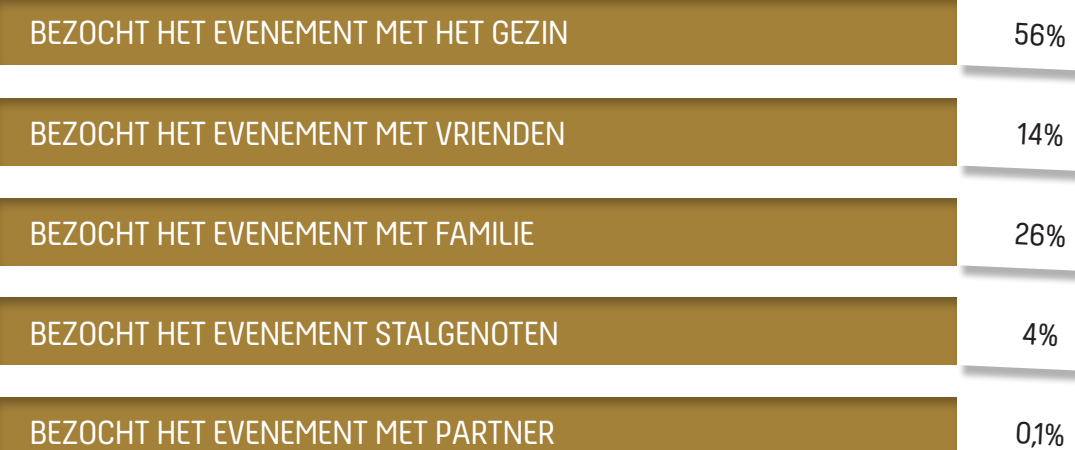 BEZOCHT HET EVENEMENT MET HET GEZIN 56%
BEZOCHT HET EVENEMENT MET VRIENDEN 14%
BEZOCHT HET EVENEMENT MET FAMILIE 26%
BEZOCHT HET EVENEMENT STALGENOTEN 4%
BEZOCHT HET EVENEMENT MET PARTNER 0,1%